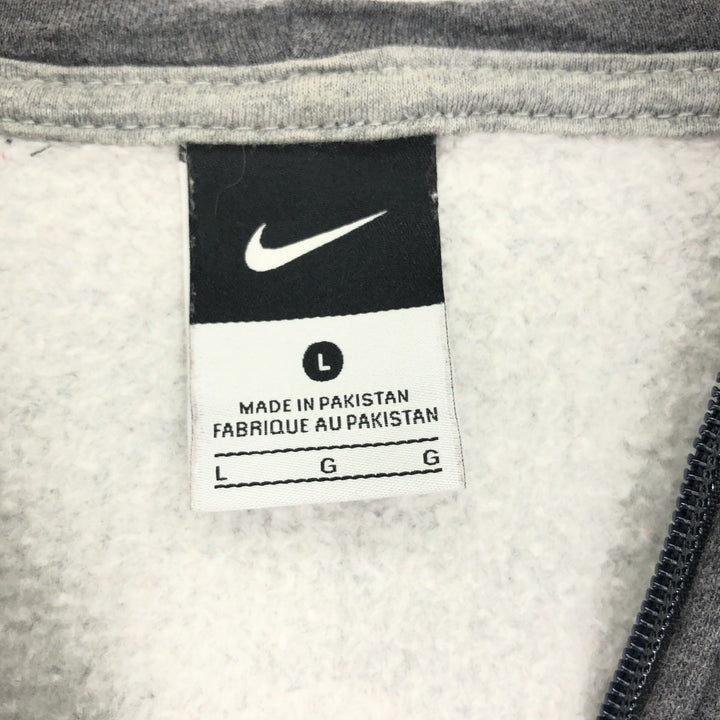 L
MADE IN PAKISTAN
FABRIQUE AU PAKISTAN
L G G